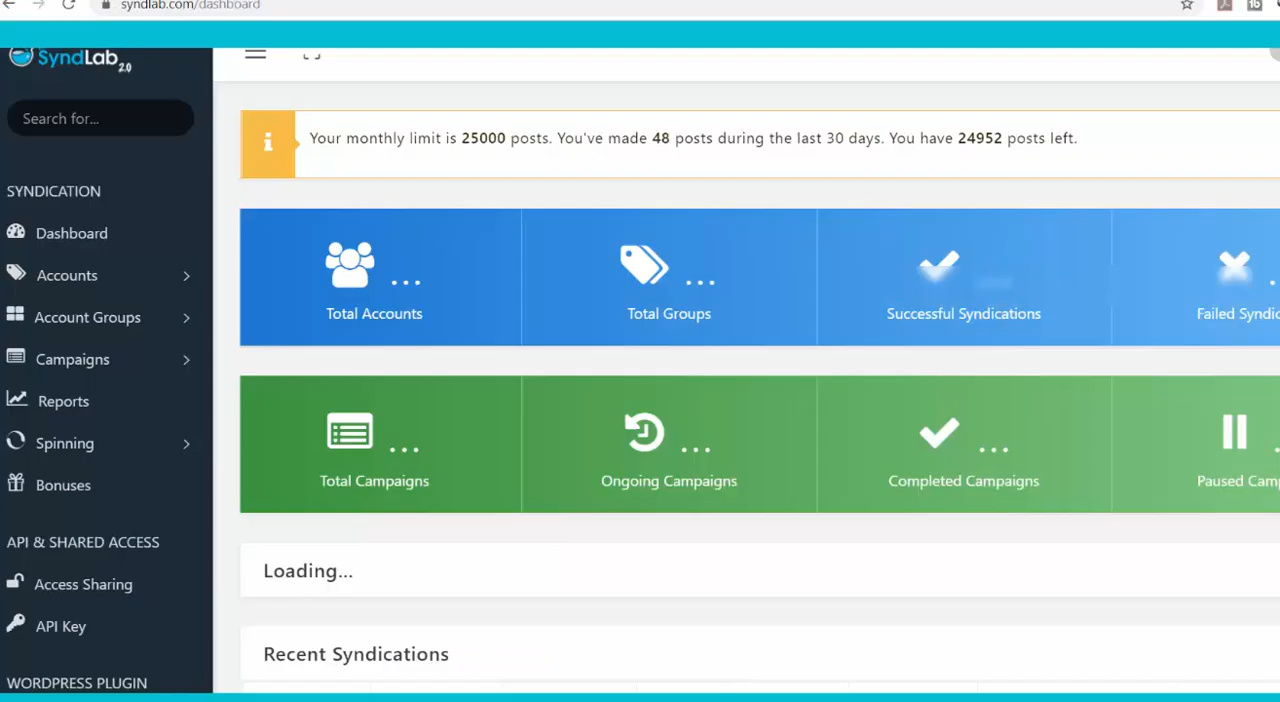 syndlab.com/dashboard
SyndLab 2.0
Search for...
SYNDICATION
Dashboard
Accounts
Account Groups
Campaigns
Reports
Spinning
Bonuses
API & SHARED ACCESS
Access Sharing
API Key
WORDPRESS PLUGIN
Your monthly limit is 25000 posts. You've made 48 posts during the last 30 days. You have 24952 posts left.
... ... ...
Total Accounts Total Groups Successful Syndications Failed Syndic
... ... ...
Total Campaigns Ongoing Campaigns Completed Campaigns Paused Camp
Loading...
Recent Syndications